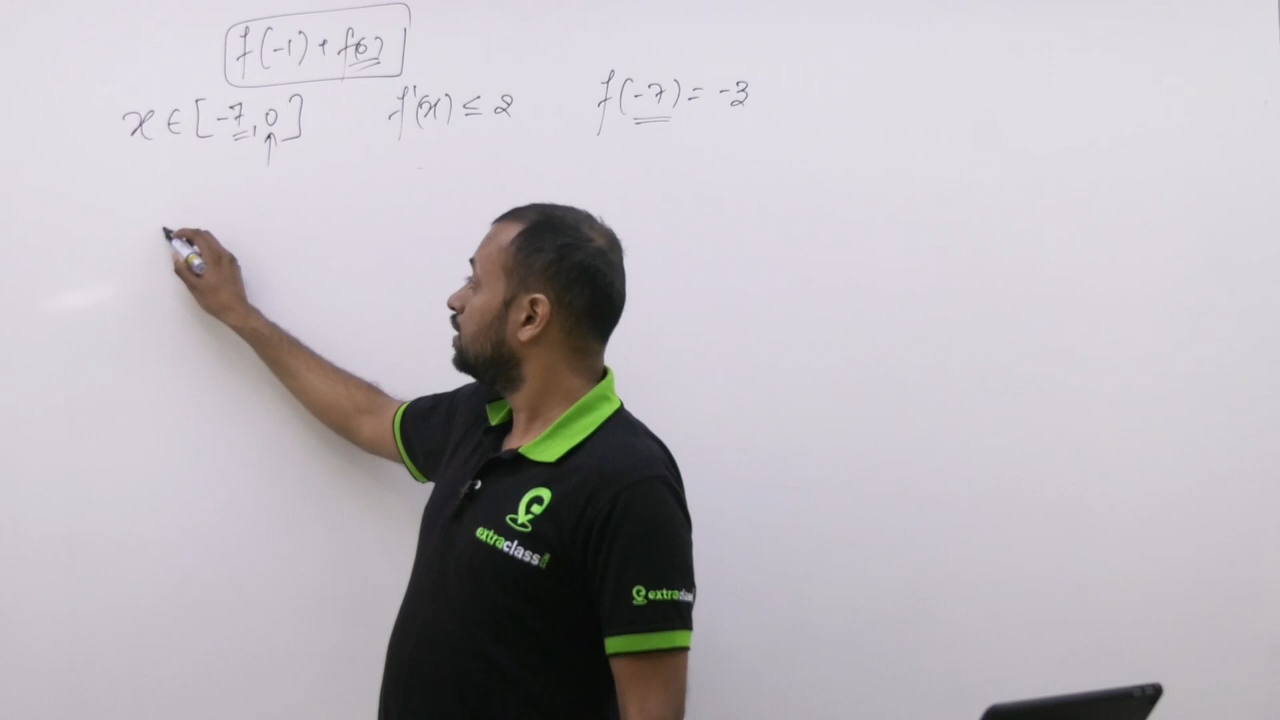 f(-1) + f(0)
x ∈ [-7, 0] f'(x) ≤ 2 f(-7) = -3
extraclass
extraclass